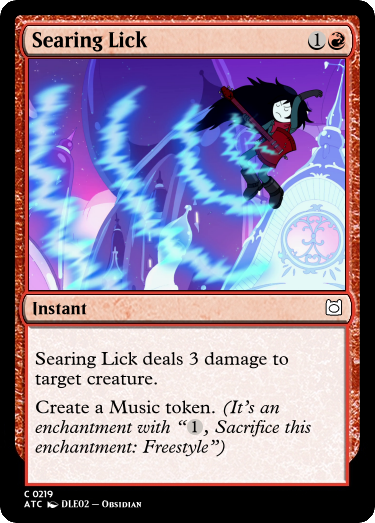 Searing Lick 1
Instant
Searing Lick deals 3 damage to
target creature.
Create a Music token. (It's an
enchantment with “1, Sacrifice this
enchantment: Freestyle”)
C 0219
ATC DLE02 — Obsidian